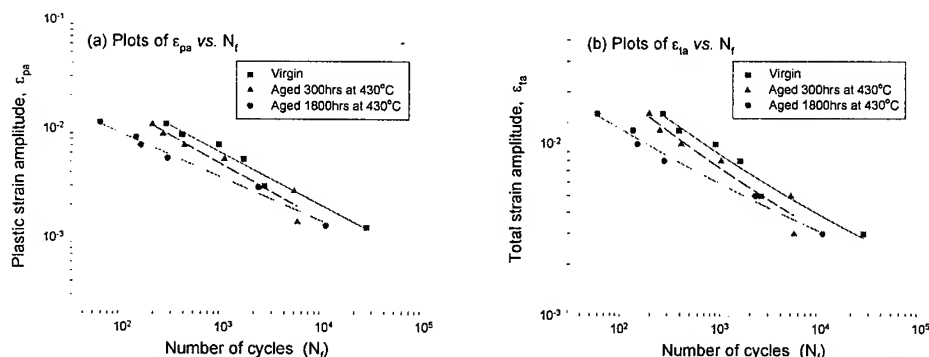 (a) Plots of εpa vs. Nf
Virgin
Aged 300hrs at 430°C
Aged 1800hrs at 430°C
Plastic strain amplitude, εpa
10-1
10-2
10-3
102
103
104
105
Number of cycles (Nf)
(b) Plots of εta vs. Nf
Virgin
Aged 300hrs at 430°C
Aged 1800hrs at 430°C
Total strain amplitude, εta
10-2
10-3
102
103
104
105
Number of cycles (Nf)